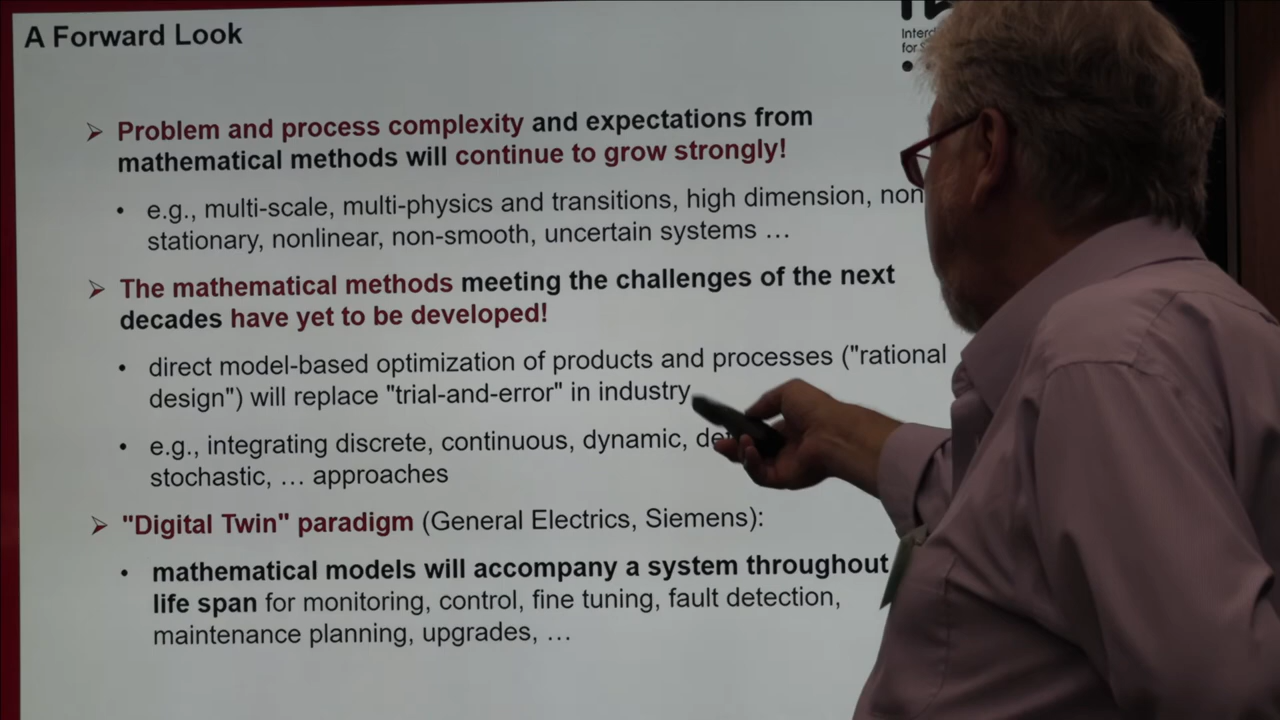 A Forward Look
Interd
for S
➢ Problem and process complexity and expectations from
mathematical methods will continue to grow strongly!
• e.g., multi-scale, multi-physics and transitions, high dimension, non
stationary, nonlinear, non-smooth, uncertain systems …
➢ The mathematical methods meeting the challenges of the next
decades have yet to be developed!
• direct model-based optimization of products and processes ("rational
design") will replace "trial-and-error" in industry
• e.g., integrating discrete, continuous, dynamic,
stochastic, … approaches
➢ "Digital Twin" paradigm (General Electrics, Siemens):
• mathematical models will accompany a system throughout
life span for monitoring, control, fine tuning, fault detection,
maintenance planning, upgrades, …